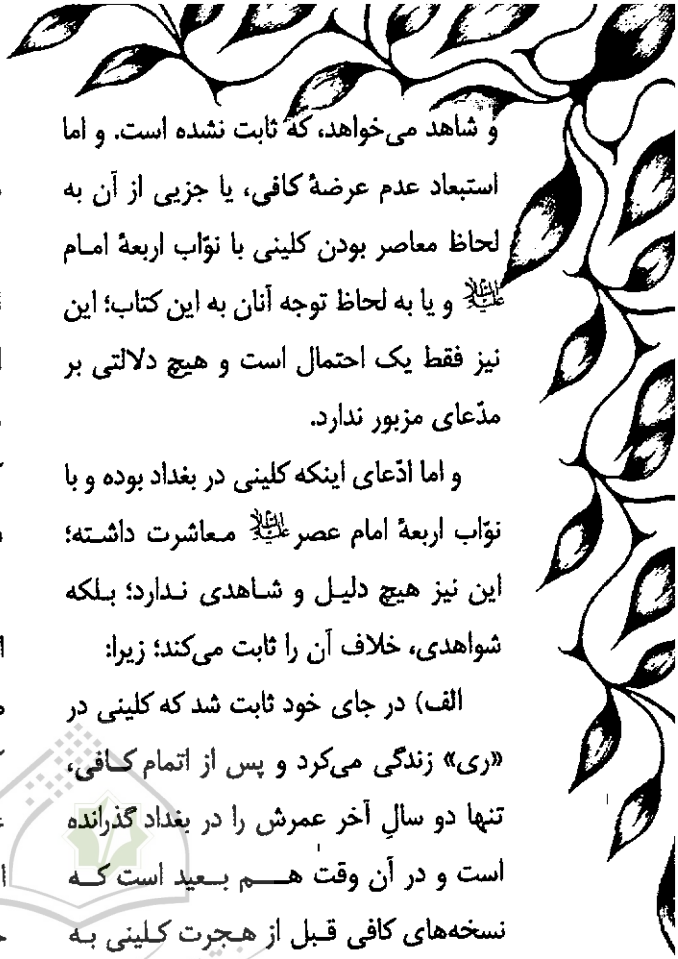 و شاهد می‌خواهد، که ثابت نشده است. و اما
استبعاد عدم عرضهٔ کافی، یا جزیی از آن به
لحاظ معاصر بودن کلینی با نوّاب اربعهٔ امام
علیه‌السلام و یا به لحاظ توجه آنان به این کتاب؛ این
نیز فقط یک احتمال است و هیچ دلالتی بر
مدّعای مزبور ندارد.
و اما ادّعای اینکه کلینی در بغداد بوده و با
نوّاب اربعهٔ امام عصر علیه‌السلام معاشرت داشته؛
این نیز هیچ دلیل و شاهدی ندارد؛ بلکه
شواهدی، خلاف آن را ثابت می‌کند؛ زیرا:
الف) در جای خود ثابت شد که کلینی در
«ری» زندگی می‌کرد و پس از اتمام کافی،
تنها دو سالِ آخر عمرش را در بغداد گذرانده
است و در آن وقت هم بعید است که
نسخه‌های کافی قبل از هجرت کلینی به